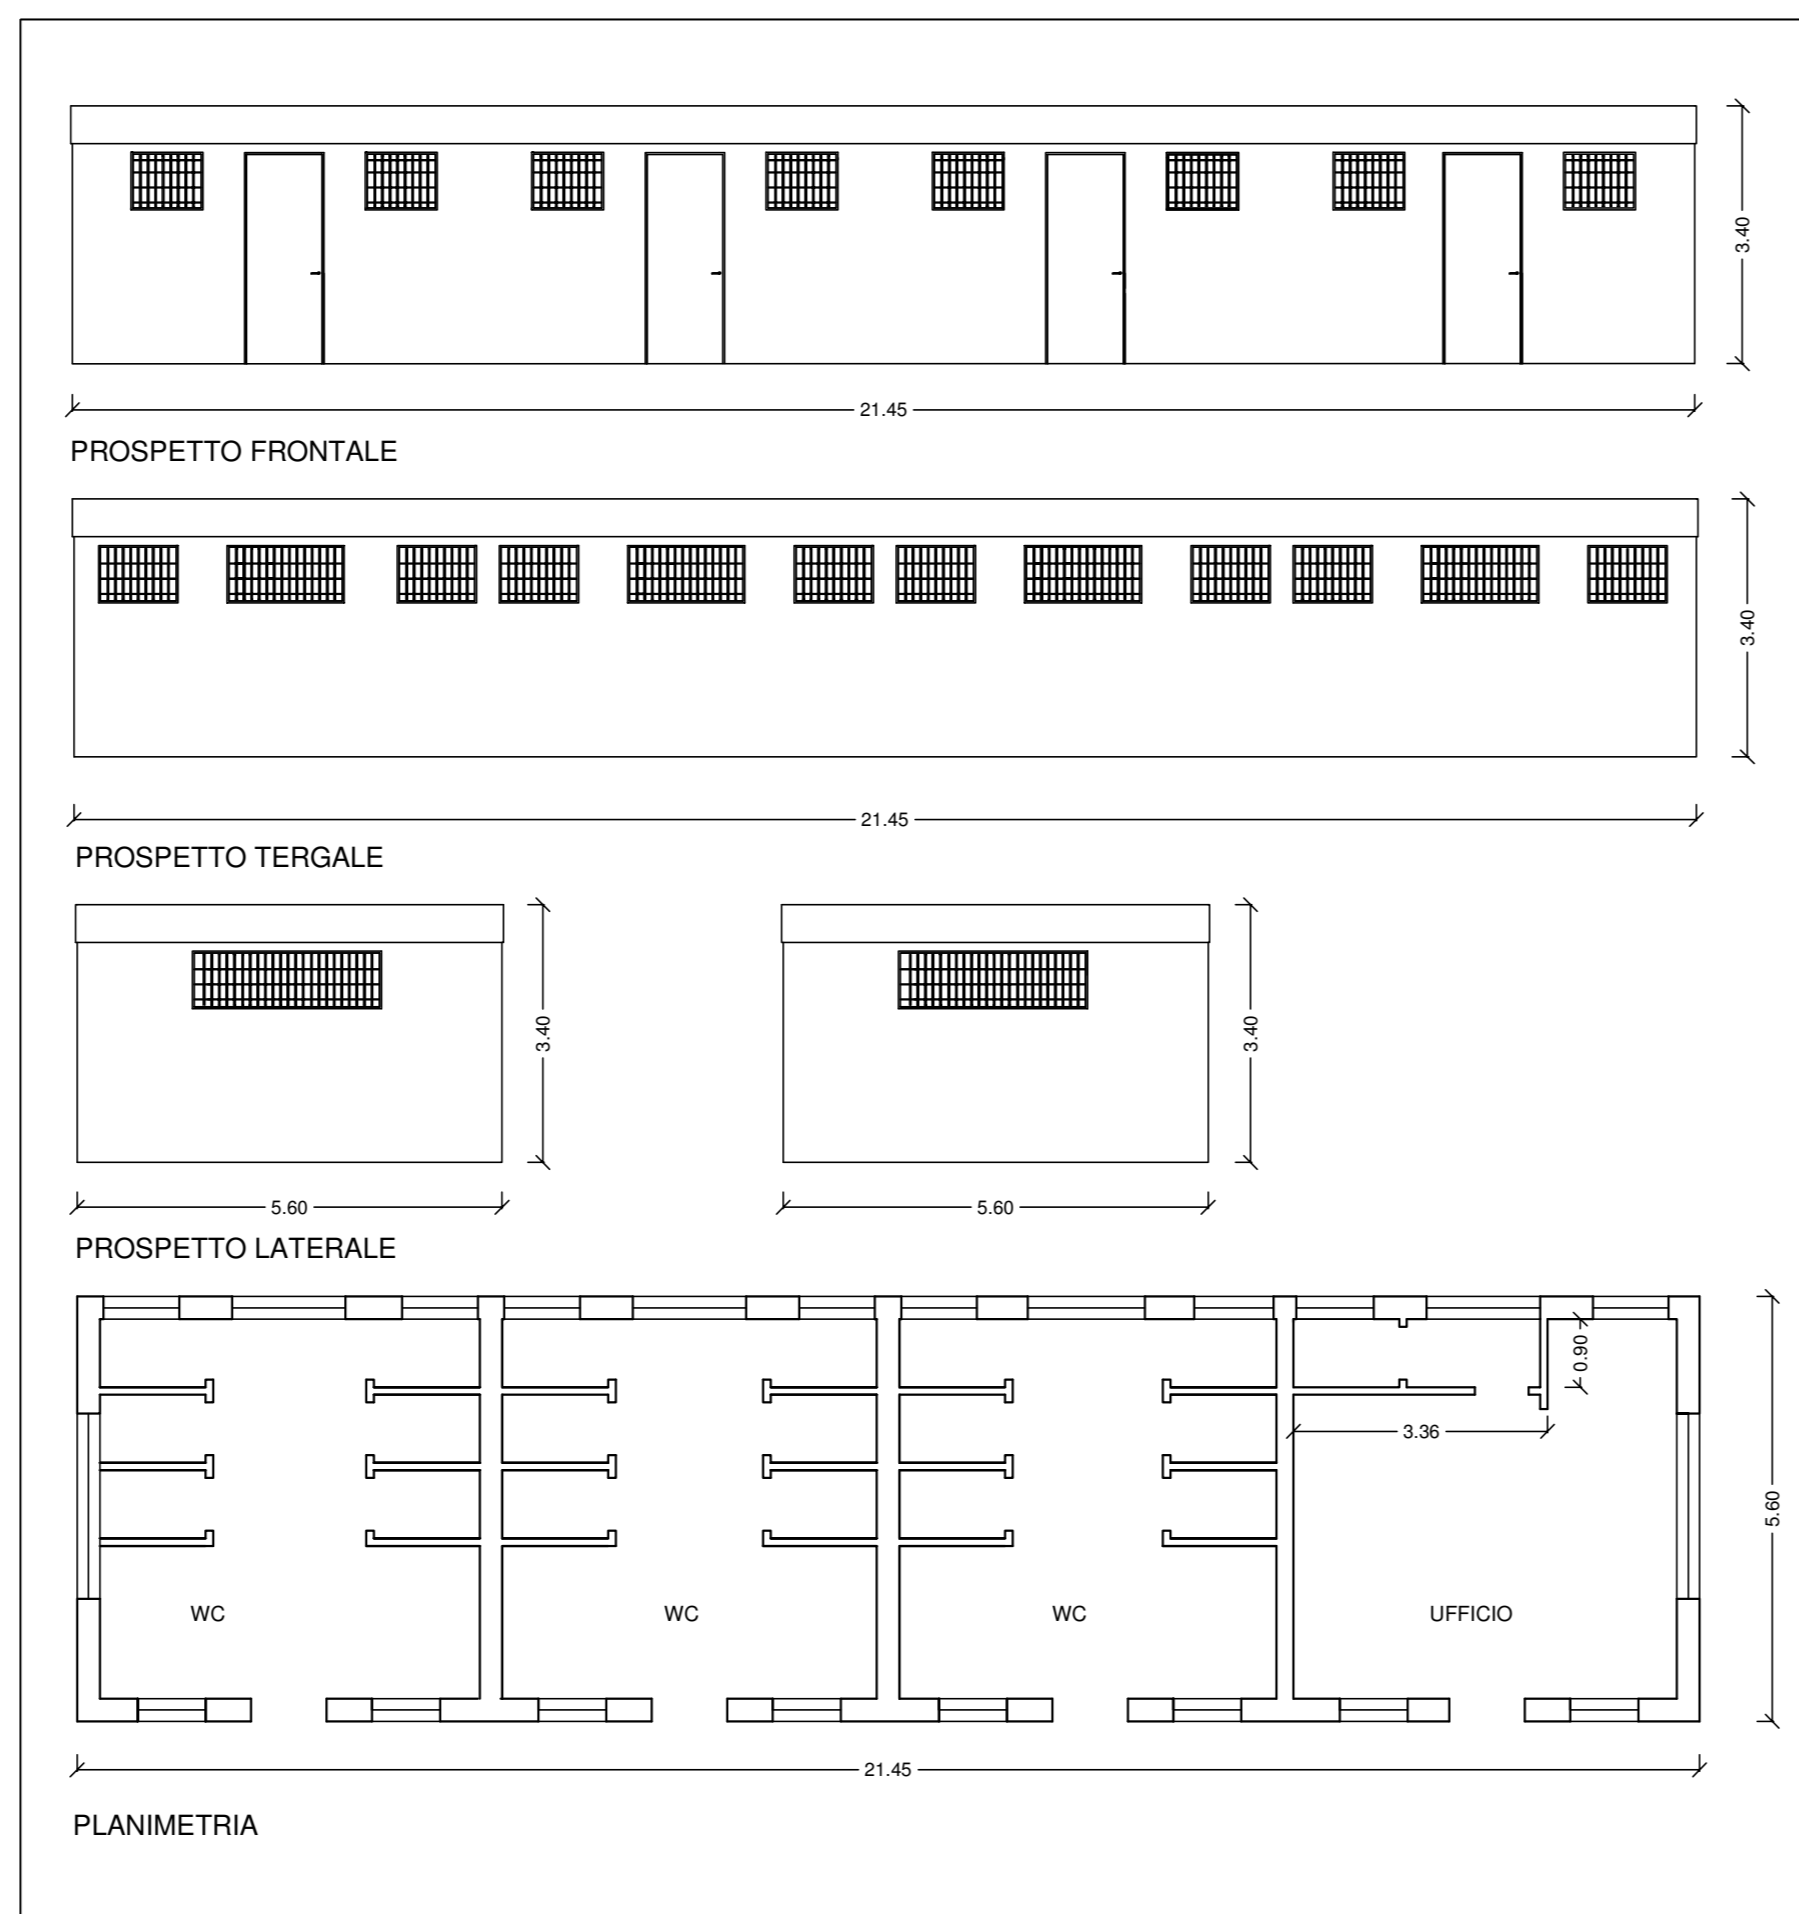 3.40
21.45
PROSPETTO FRONTALE
3.40
21.45
PROSPETTO TERGALE
3.40
3.40
5.60
5.60
PROSPETTO LATERALE
0.90
3.36
5.60
WC
WC
WC
UFFICIO
21.45
PLANIMETRIA